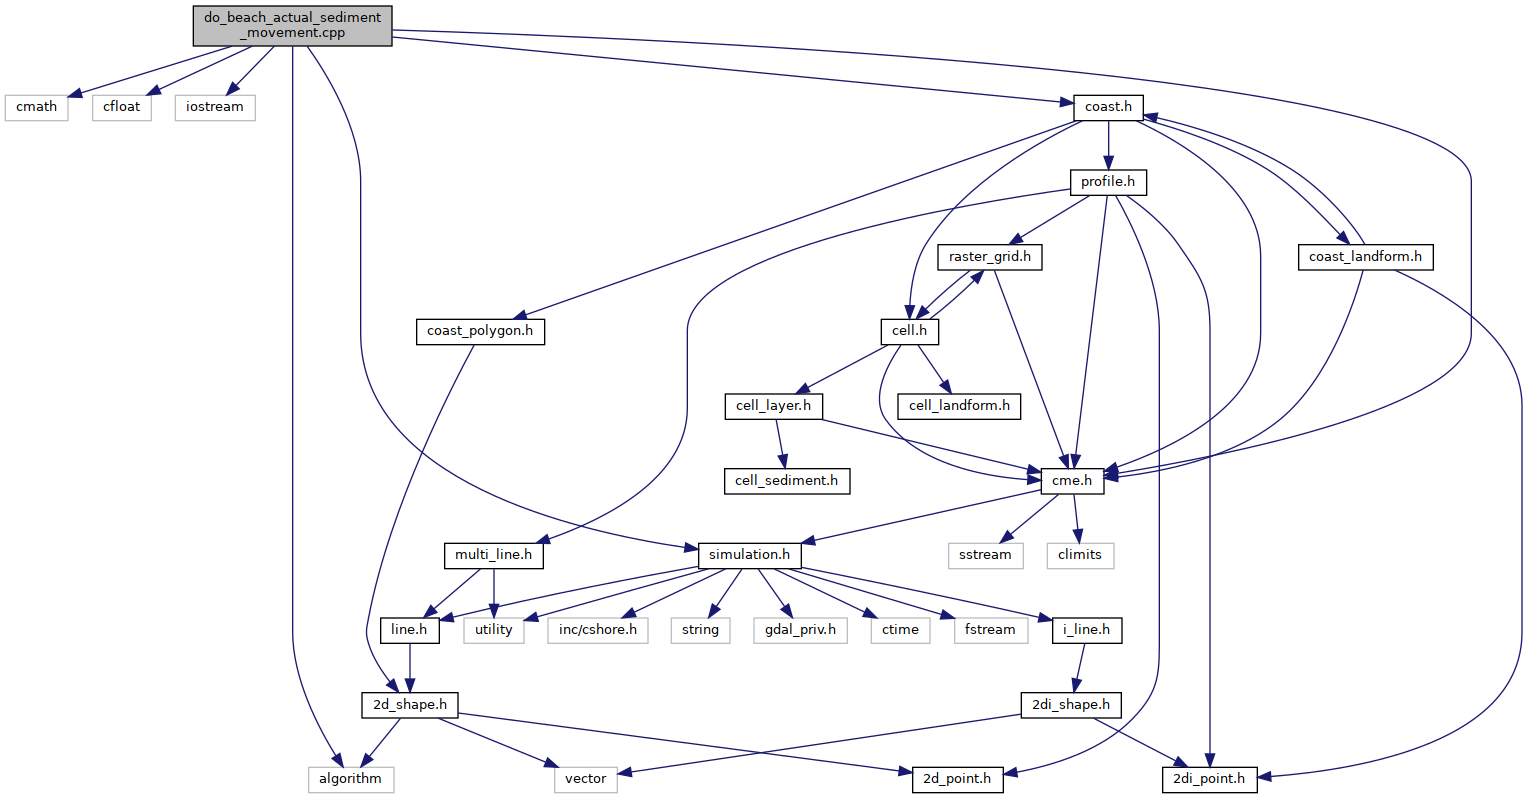 do_beach_actual_sediment
_movement.cpp
cmath
cfloat
iostream
coast.h
profile.h
raster_grid.h
coast_landform.h
coast_polygon.h
cell.h
cell_layer.h
cell_landform.h
cell_sediment.h
cme.h
multi_line.h
simulation.h
sstream
climits
line.h
utility
inc/cshore.h
string
gdal_priv.h
ctime
fstream
i_line.h
2d_shape.h
2di_shape.h
algorithm
vector
2d_point.h
2di_point.h